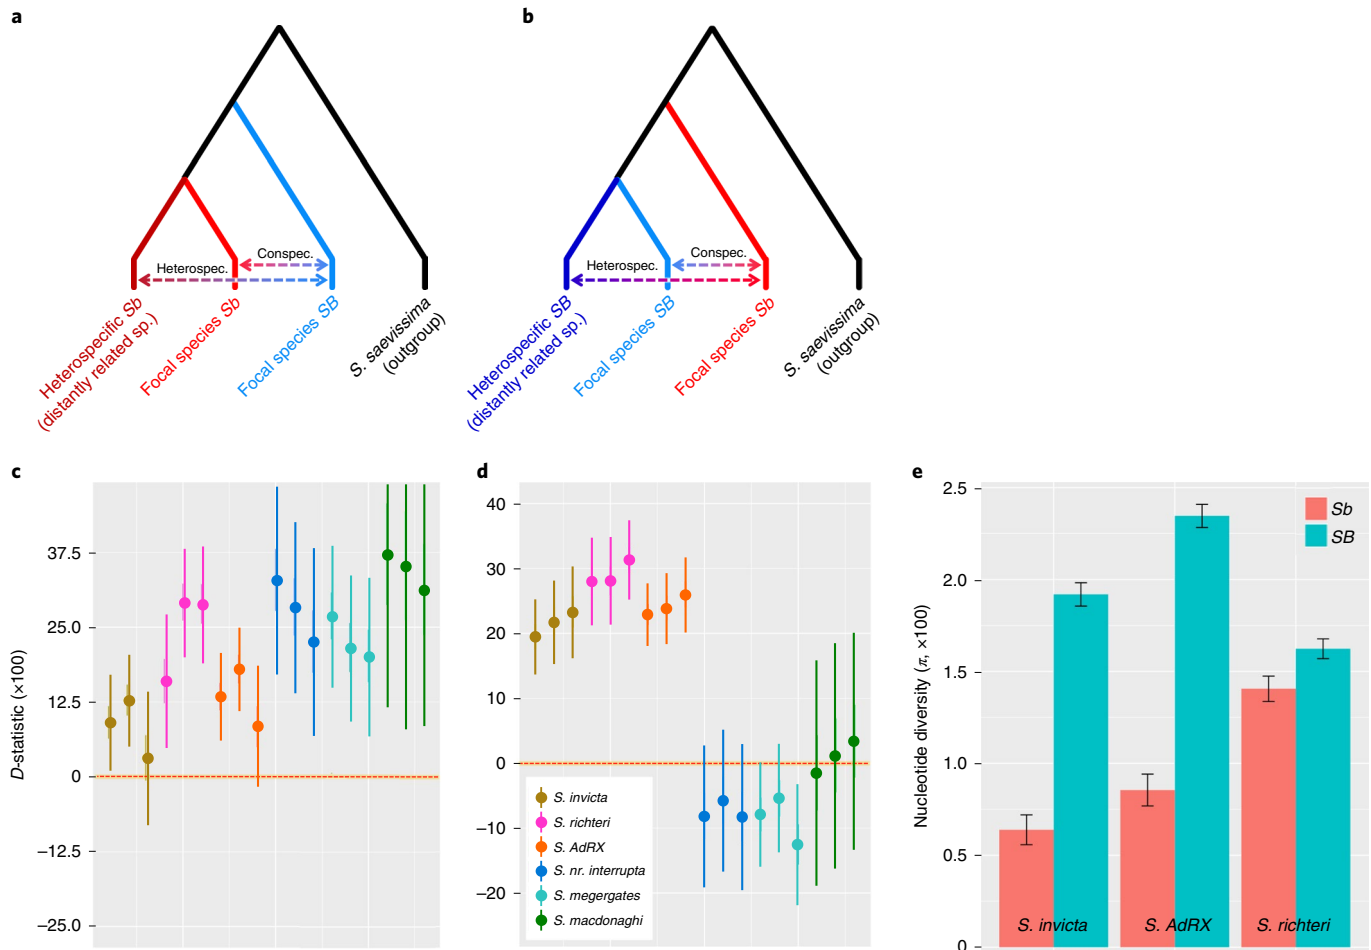 a
b
Conspec.
Heterospec.
Heterospecific Sb
(distantly related sp.)
Focal species Sb
Focal species SB
S. saevissima
(outgroup)
Conspec.
Heterospec.
Heterospecific SB
(distantly related sp.)
Focal species SB
Focal species Sb
S. saevissima
(outgroup)
c
D-statistic (×100)
37.5
25.0
12.5
0
–12.5
–25.0
d
40
30
20
10
0
–10
–20
S. invicta
S. richteri
S. AdRX
S. nr. interrupta
S. megergates
S. macdonaghi
e
Nucleotide diversity (π, ×100)
2.5
2.0
1.5
1.0
0.5
0
Sb
SB
S. invicta
S. AdRX
S. richteri